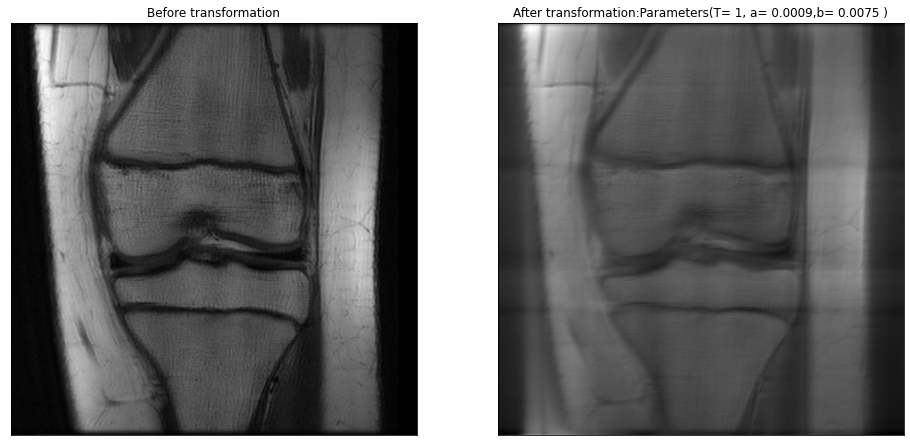 Before transformation
After transformation:Parameters(T= 1, a= 0.0009,b= 0.0075 )